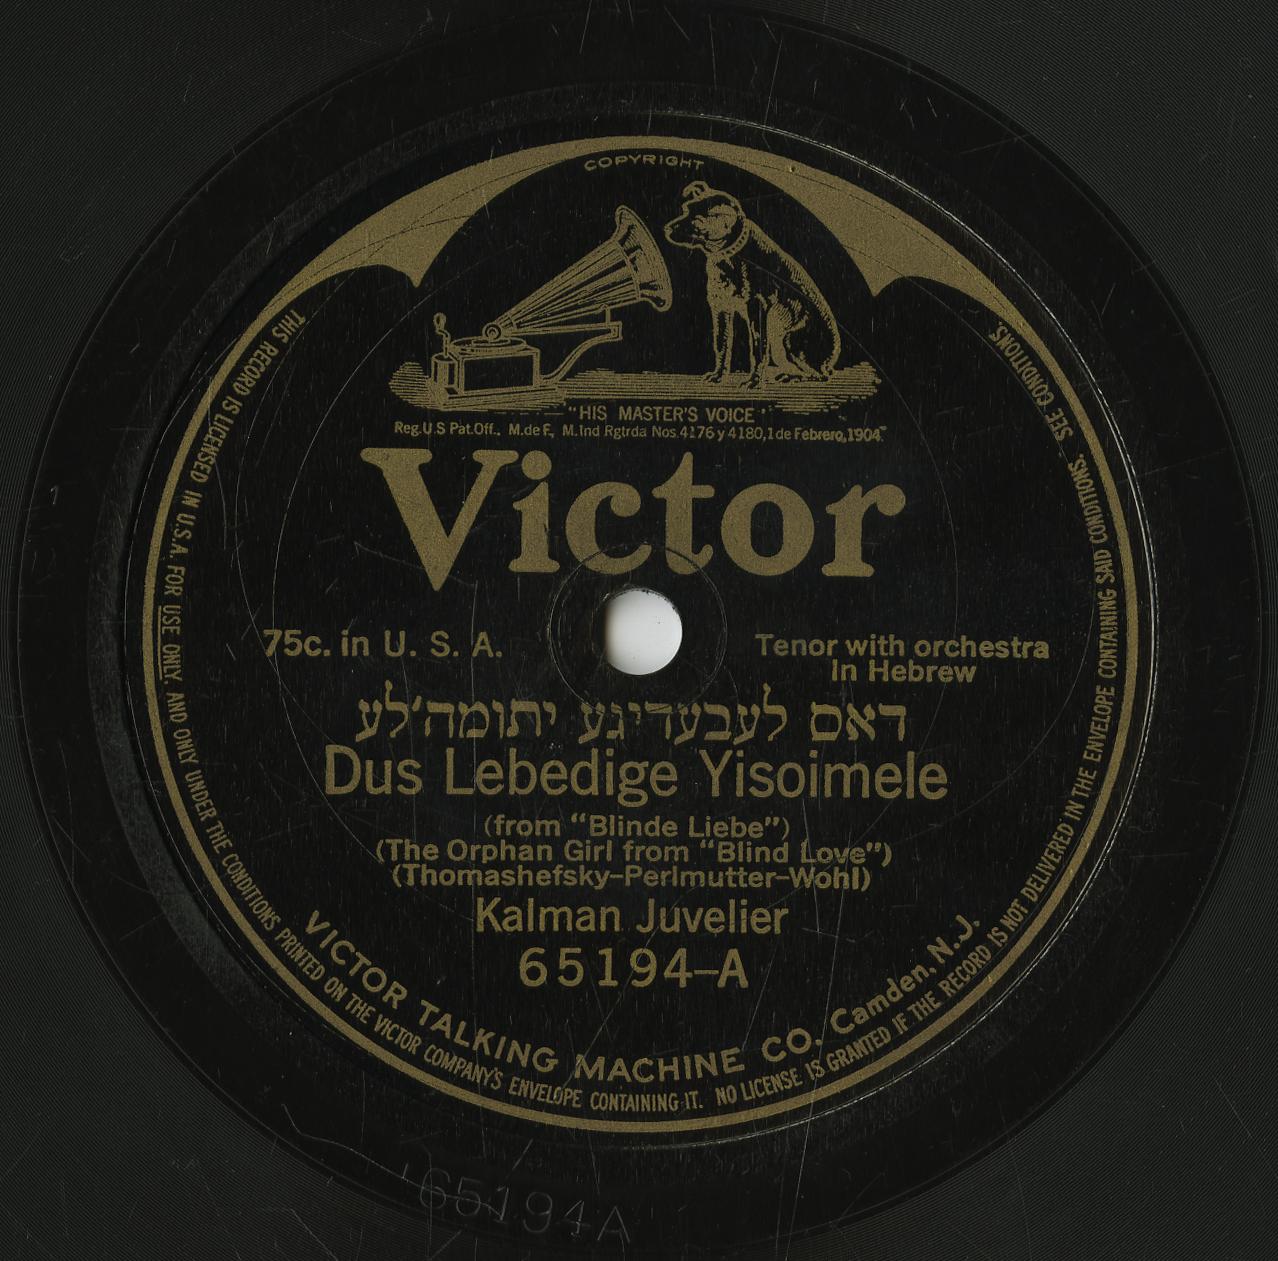 COPYRIGHT
"HIS MASTER'S VOICE"
Reg.U.S Pat.Off., M.de F., M.Ind Rgtrda Nos.4176 y 4180,1 de Febrero,1904.
Victor
75c. in U. S. A.
Tenor with orchestra
In Hebrew
דאס לעבעדיגע יתומה'לע
Dus Lebedige Yisoimele
(from "Blinde Liebe")
(The Orphan Girl from "Blind Love")
(Thomashefsky–Perlmutter–Wohl)
Kalman Juvelier
65194–A
VICTOR TALKING MACHINE CO. Camden, N.J.
THIS RECORD IS LICENSED IN U.S.A. FOR USE ONLY, AND ONLY UNDER THE CONDITIONS PRINTED ON THE VICTOR COMPANY'S ENVELOPE CONTAINING IT. NO LICENSE IS GRANTED IF THE RECORD IS NOT DELIVERED IN THE ENVELOPE CONTAINING SAID CONDITIONS. SEE CONDITIONS.
65194A